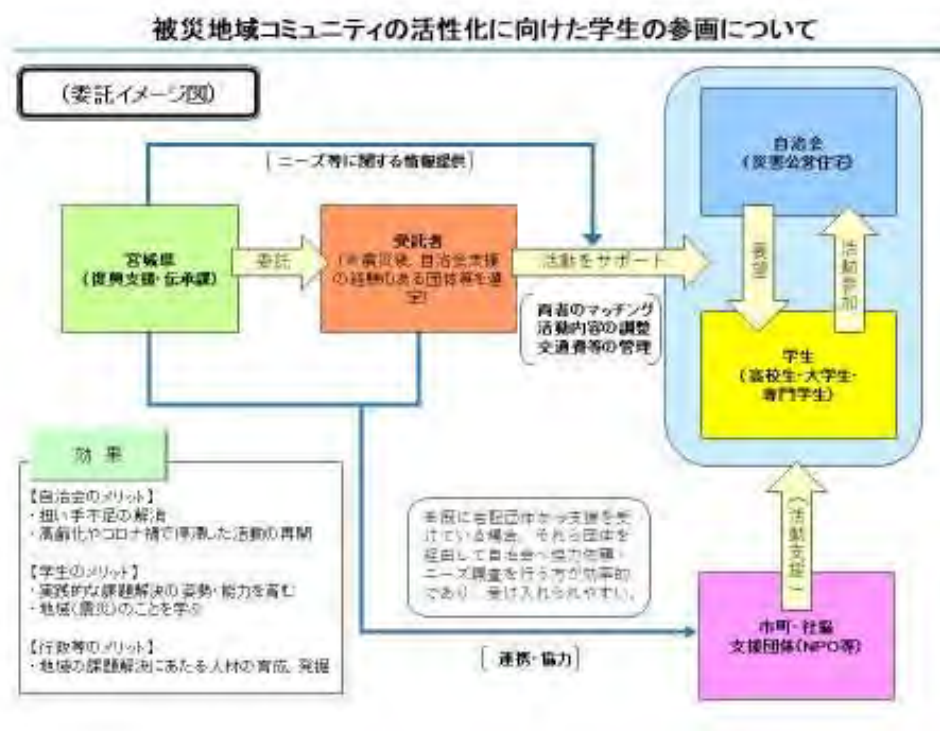 被災地域コミュニティの活性化に向けた学生の参画について
(委託イメージ図)
[ニーズ等に関する情報提供]
自治会
(災害公営住宅)
宮城県
(復興支援・伝承課)
委託
受託者
(※震災後、自治会支援
の経験のある団体等を選
定)
活動をサポート
両者のマッチング
活動内容の調整
交通費等の管理
要望
活動参加
学生
(高校生・大学生・
専門学生)
効 果
【自治会のメリット】
・担い手不足の解消
・高齢化やコロナ禍で停滞した活動の再開
【学生のメリット】
・実践的な課題解決の姿勢・能力を育む
・地域(震災)のことを学ぶ
【行政等のメリット】
・地域の課題解決にあたる人材の育成、発掘
既に右記団体から支援を受
けている場合、それら団体を
経由して自治会へ協力依頼・
ニーズ調査を行う方が効率的
であり、受け入れられやすい。
(活動支援)
市町・社協
支援団体(NPO等)
[連携・協力]